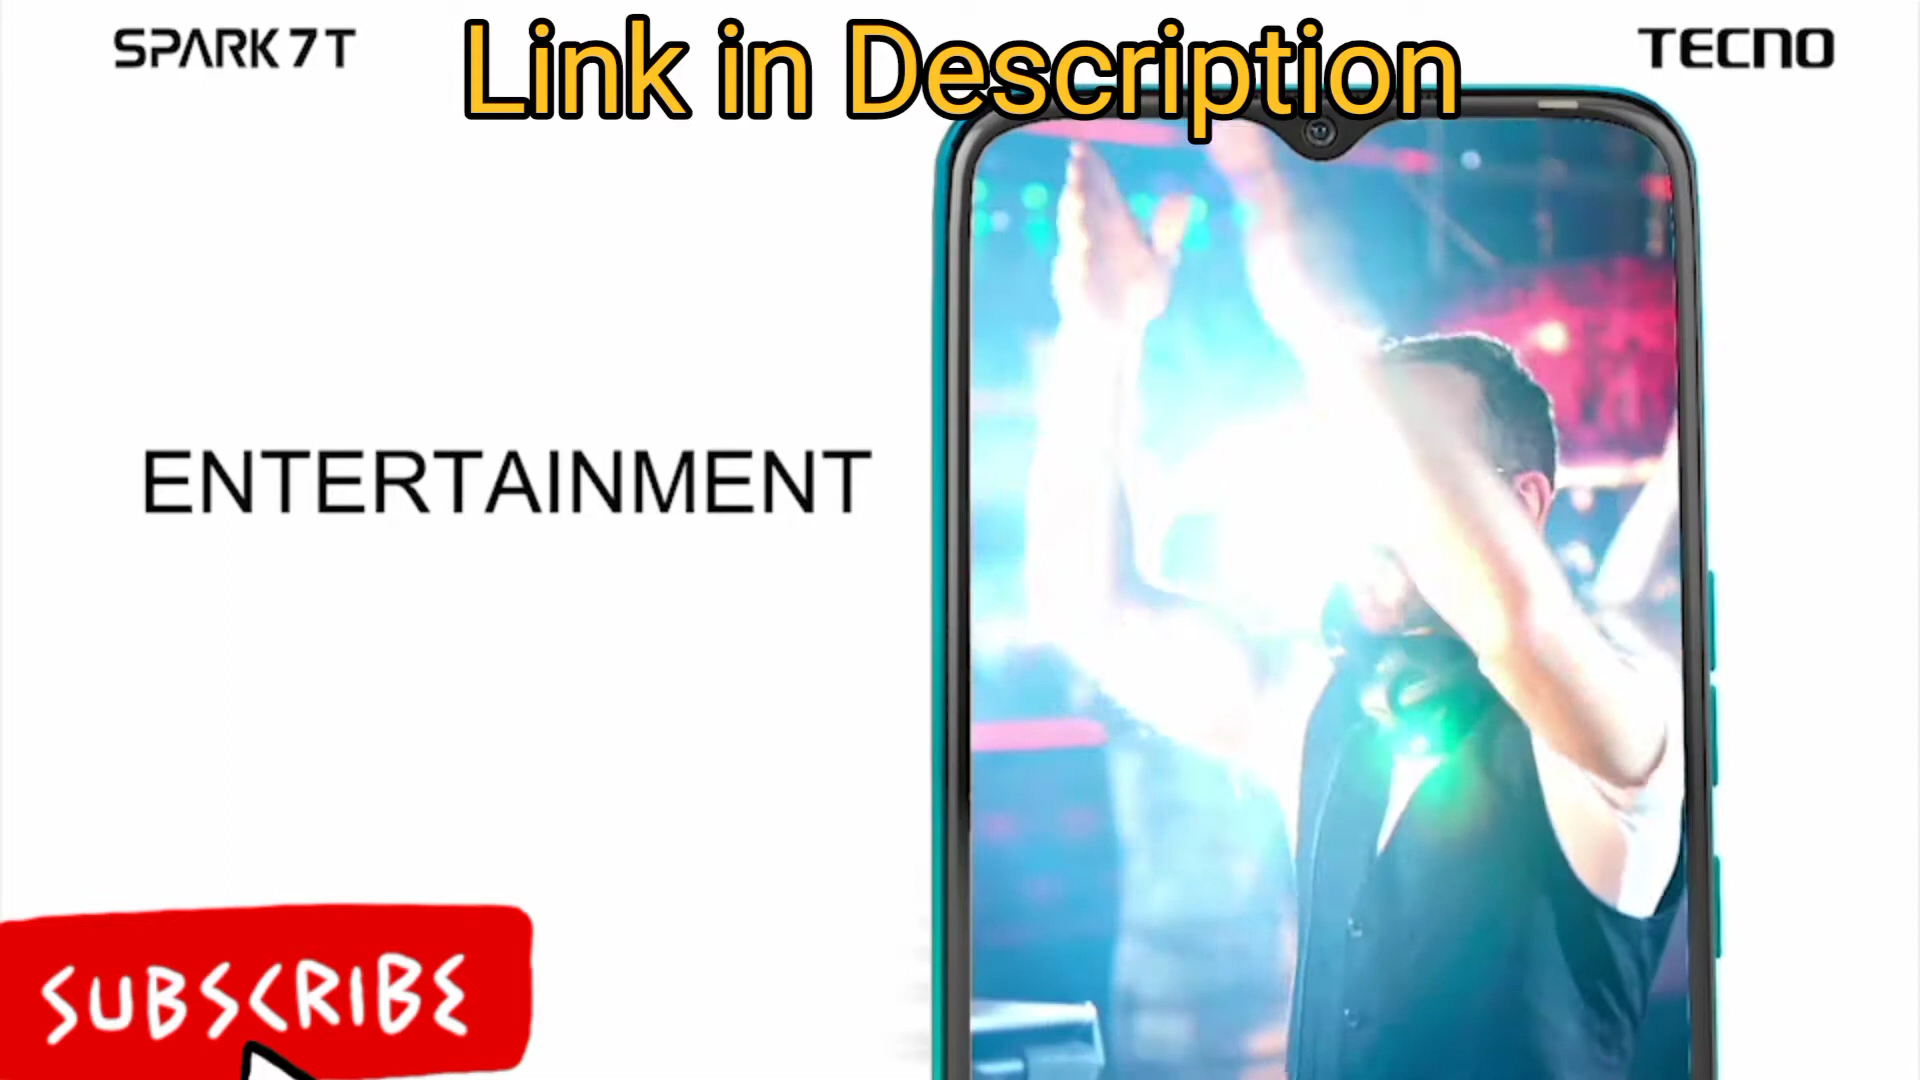 SPARK 7T
Link in Description
TECNO
ENTERTAINMENT
SUBSCRIBE